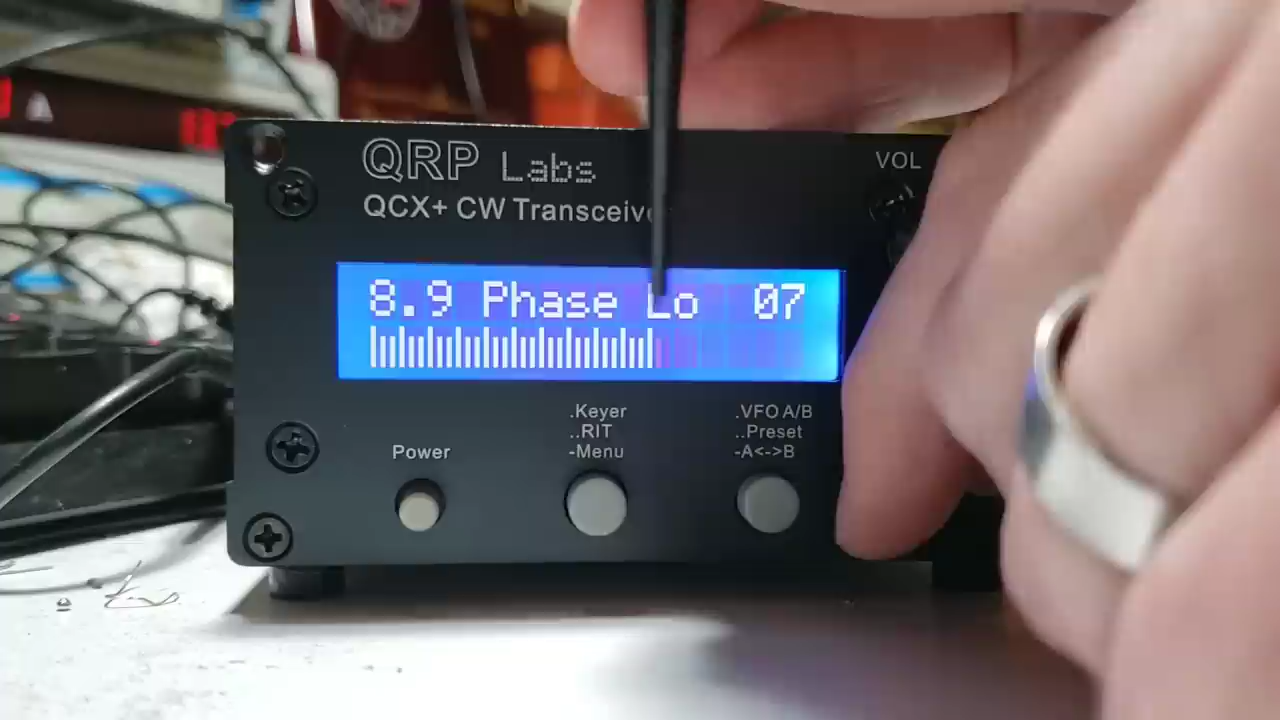 QRP Labs
VOL
QCX+ CW Transceiv
8.9 Phase Lo 07
.Keyer
..RIT
-Menu
.VFO A/B
..Preset
-A<->B
Power